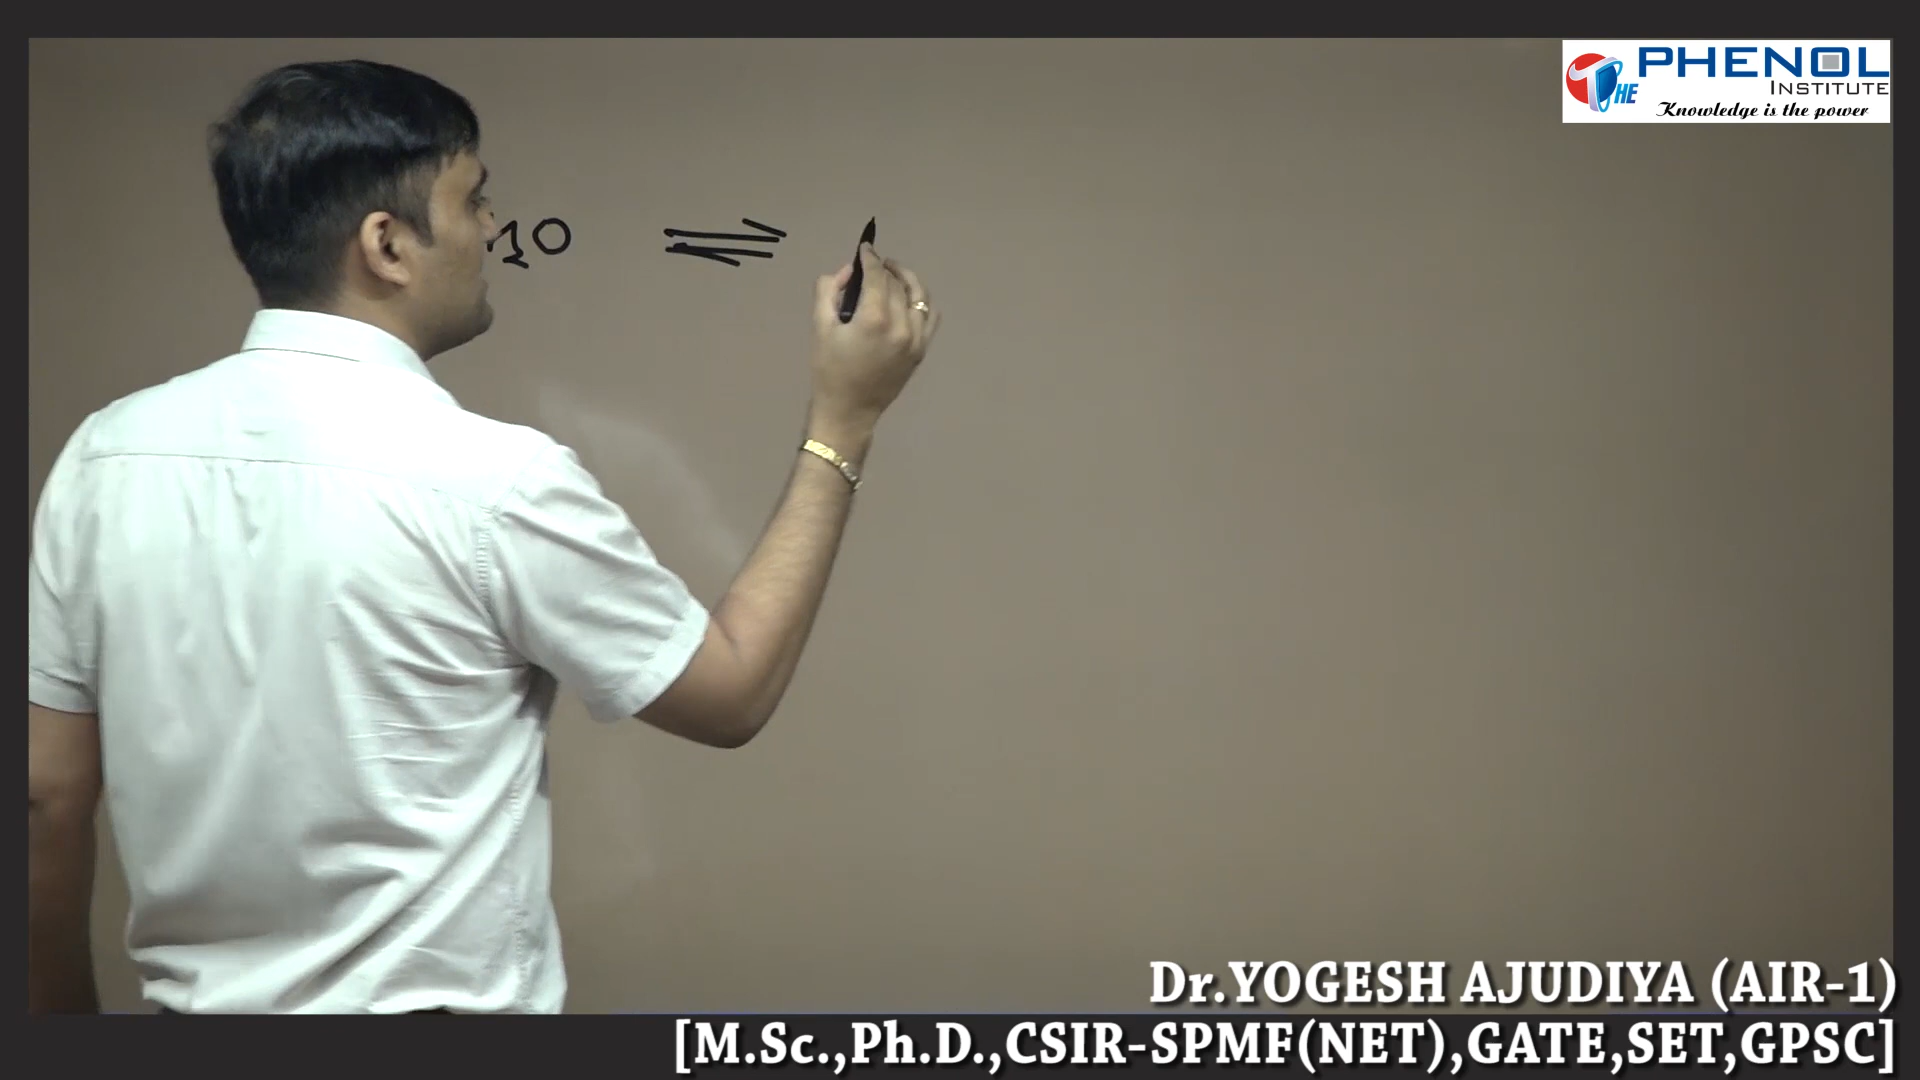 THE PHENOL
INSTITUTE
Knowledge is the power
20 ⇌
Dr.YOGESH AJUDIYA (AIR-1)
[M.Sc.,Ph.D.,CSIR-SPMF(NET),GATE,SET,GPSC]